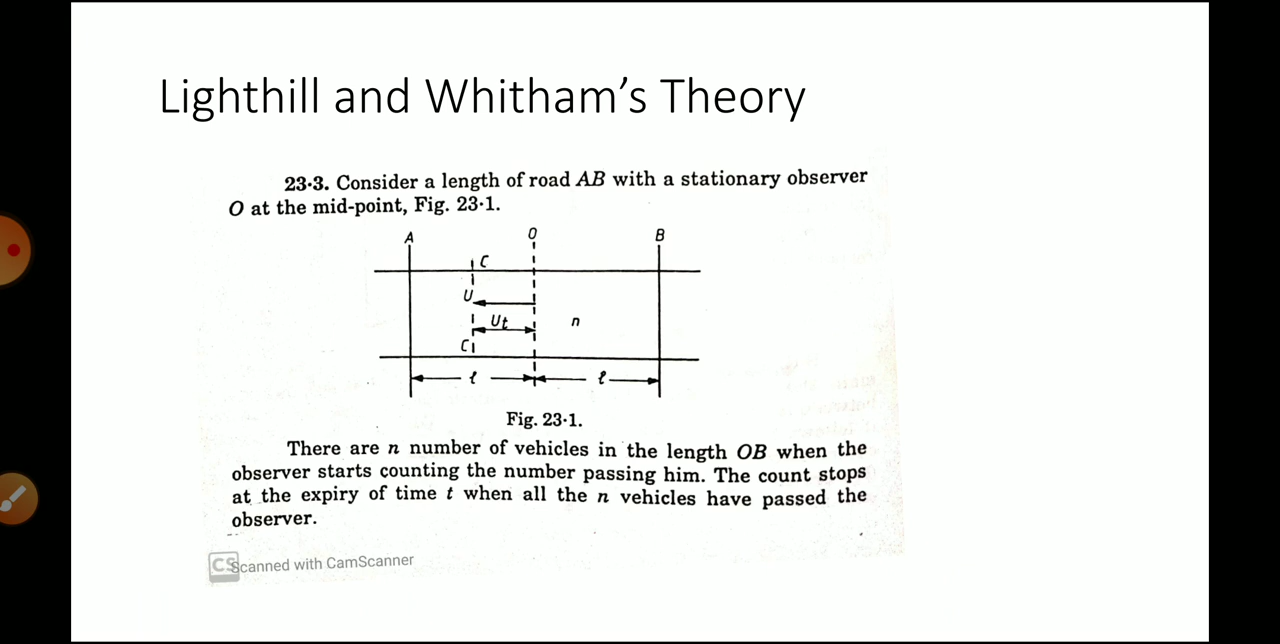 Lighthill and Whitham’s Theory
23·3. Consider a length of road AB with a stationary observer
O at the mid-point, Fig. 23·1.
A O B
C
U
Ut n
C
l l
Fig. 23·1.
There are n number of vehicles in the length OB when the
observer starts counting the number passing him. The count stops
at the expiry of time t when all the n vehicles have passed the
observer.
CS Scanned with CamScanner